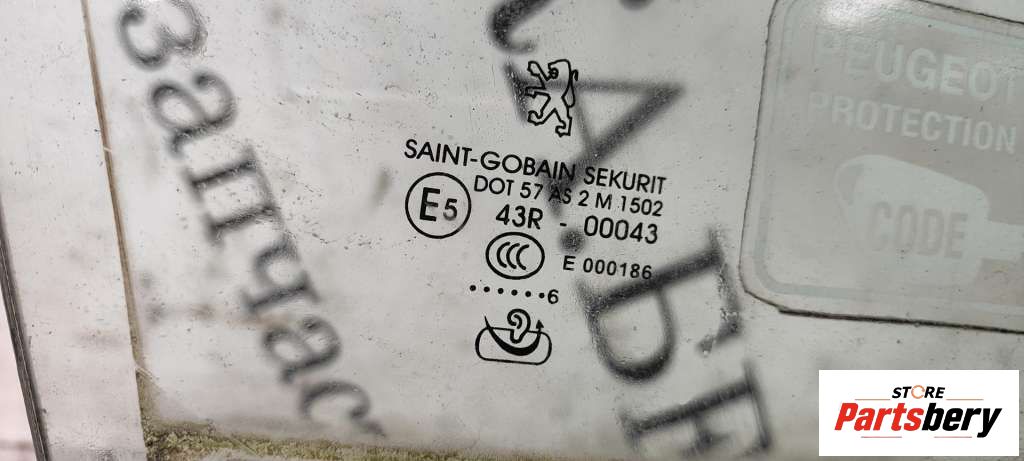 SAINT-GOBAIN SEKURIT
DOT 57 AS 2 M 1502
E5
43R - 00043
CCC
E 000186
......6
PEUGEOT
PROTECTION
CODE
запчас
STORE
Partsbery